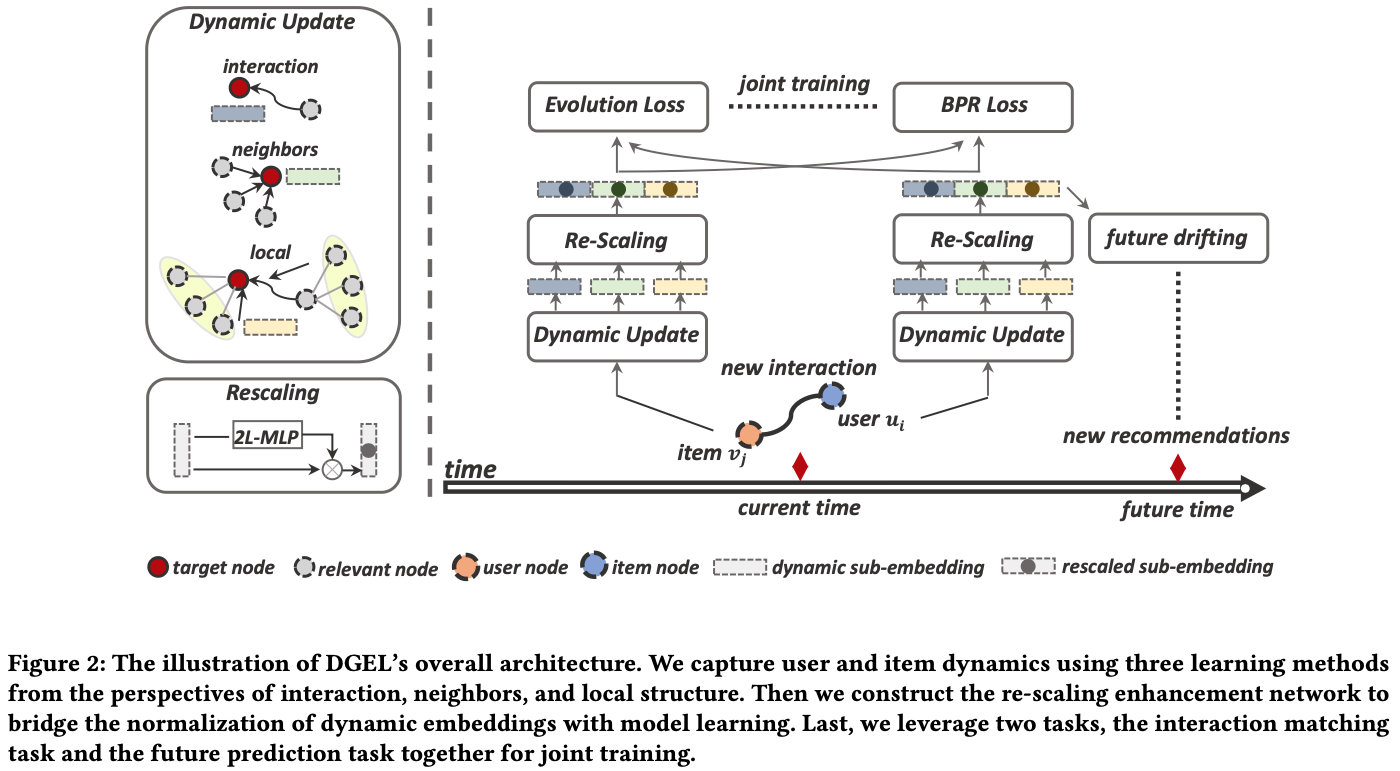 Dynamic Update
interaction
neighbors
local
Rescaling
2L-MLP
Evolution Loss
joint training
BPR Loss
Re-Scaling
Re-Scaling
future drifting
Dynamic Update
Dynamic Update
new interaction
user u_i
item v_j
new recommendations
time
current time
future time
target node
relevant node
user node
item node
dynamic sub-embedding
rescaled sub-embedding
Figure 2: The illustration of DGEL's overall architecture. We capture user and item dynamics using three learning methods
from the perspectives of interaction, neighbors, and local structure. Then we construct the re-scaling enhancement network to
bridge the normalization of dynamic embeddings with model learning. Last, we leverage two tasks, the interaction matching
task and the future prediction task together for joint training.